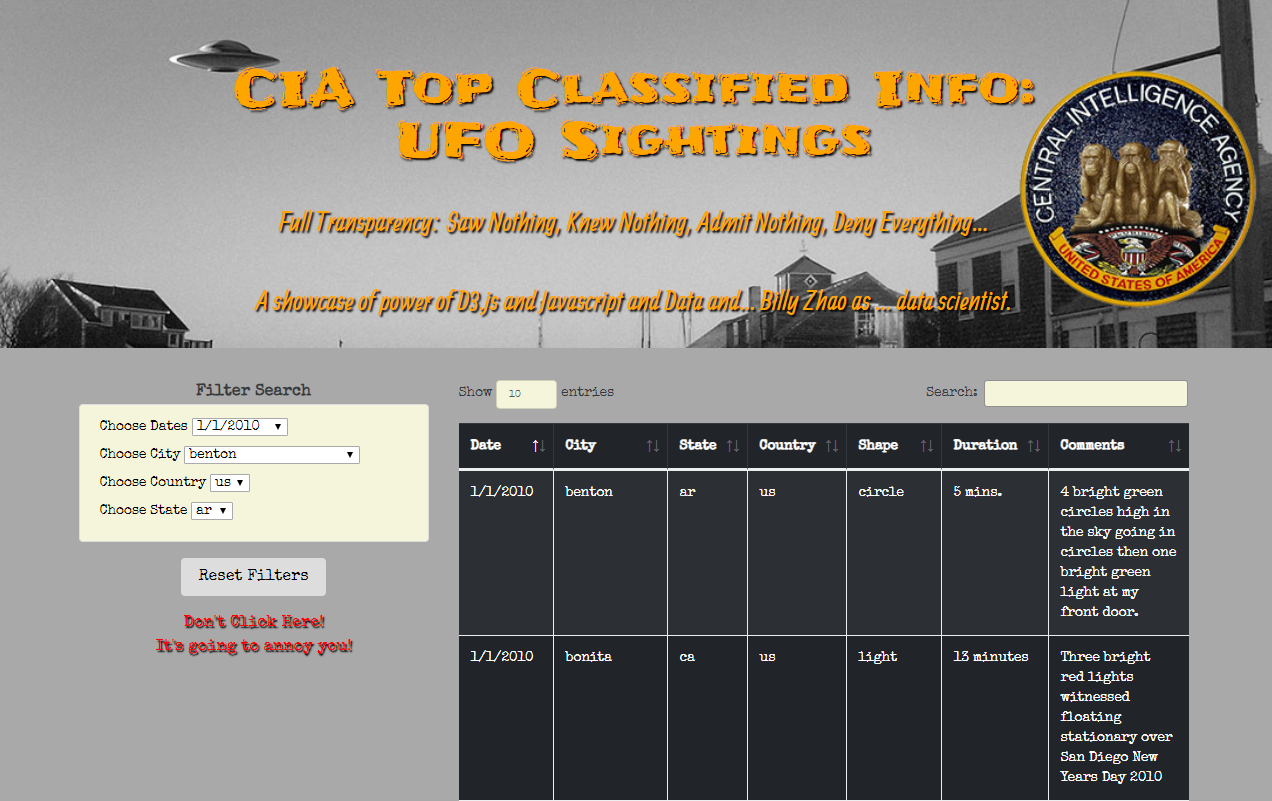 CIA Top Classified Info:
UFO Sightings
CENTRAL INTELLIGENCE AGENCY
UNITED STATES OF AMERICA
Full Transparency: Saw Nothing, Knew Nothing, Admit Nothing, Deny Everything...
A showcase of power of D3.js and Javascript and Data and... Billy Zhao as .... data scientist.
Filter Search
Choose Dates 1/1/2010
Choose City benton
Choose Country us
Choose State ar
Reset Filters
Don't Click Here!
It's going to annoy you!
Show 10 entries
Search:
Date City State Country Shape Duration Comments
1/1/2010 benton ar us circle 5 mins. 4 bright green
circles high in
the sky going in
circles then one
bright green
light at my
front door.
1/1/2010 bonita ca us light 13 minutes Three bright
red lights
witnessed
floating
stationary over
San Diego New
Years Day 2010